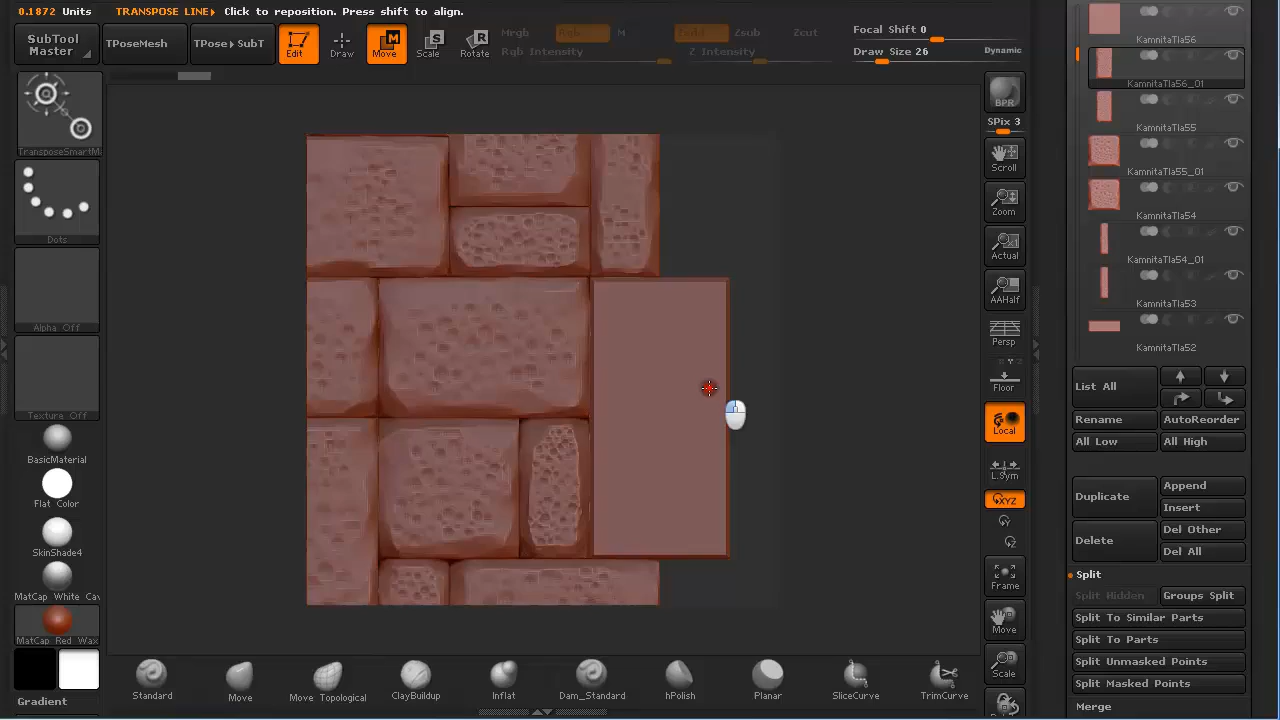 0.1872 Units TRANSPOSE LINE▸ Click to reposition. Press shift to align.
SubTool Master
TPoseMesh
TPose▸SubT
Edit
Draw
Move
Scale
Rotate
Mrgb Rgb M
Rgb Intensity
Zadd Zsub Zcut
Z Intensity
Focal Shift 0
Draw Size 26
Dynamic
TransposeSmartMa
Dots
Alpha Off
Texture Off
BasicMaterial
Flat Color
SkinShade4
MatCap White Cav
MatCap Red Wax
Gradient
BPR
SPix 3
Scroll
Zoom
Actual
AAHalf
Persp
Floor
Local
L.Sym
XYZ
Frame
Move
Scale
KamnitaTla56
KamnitaTla56_01
KamnitaTla55
KamnitaTla55_01
KamnitaTla54
KamnitaTla54_01
KamnitaTla53
KamnitaTla52
List All
Rename
AutoReorder
All Low
All High
Duplicate
Append
Insert
Delete
Del Other
Del All
Split
Split Hidden
Groups Split
Split To Similar Parts
Split To Parts
Split Unmasked Points
Split Masked Points
Merge
Standard
Move
Move Topological
ClayBuildup
Inflat
Dam_Standard
hPolish
Planar
SliceCurve
TrimCurve